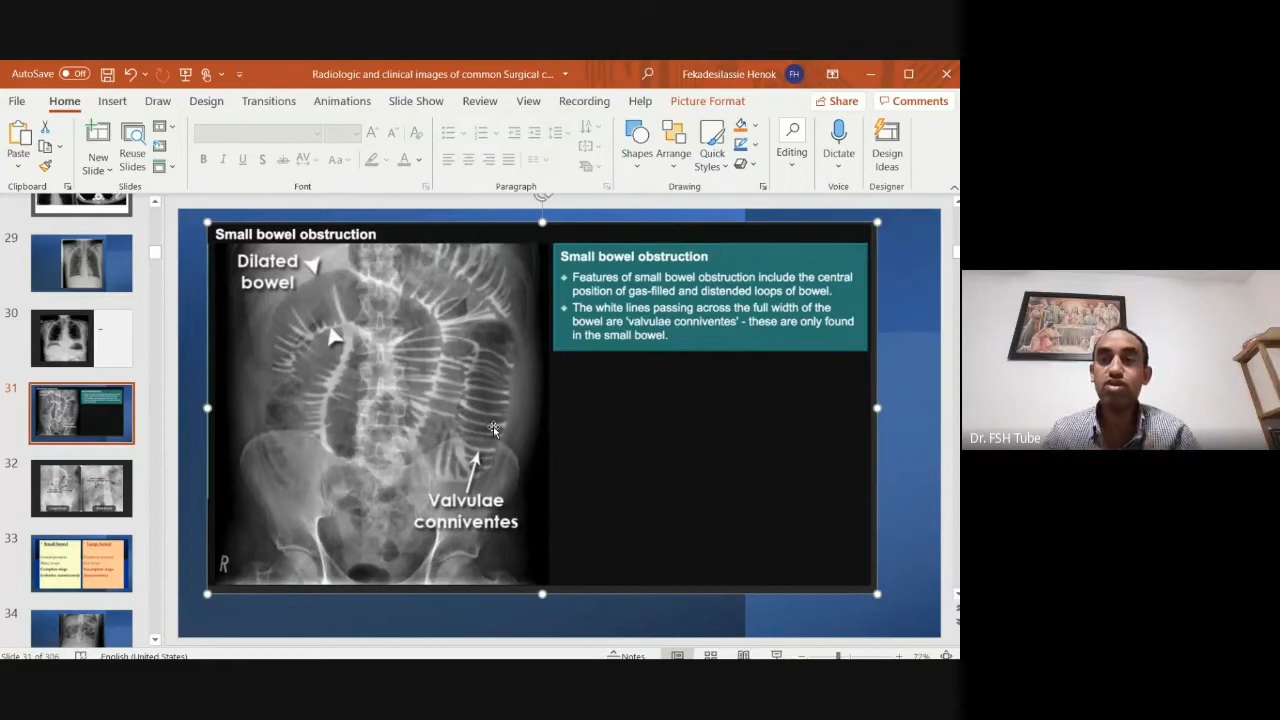 AutoSave
Off
Radiologic and clinical images of common Surgical c...
Fekadesilassie Henok
FH
File
Home
Insert
Draw
Design
Transitions
Animations
Slide Show
Review
View
Recording
Help
Picture Format
Share
Comments
Paste
New
Slide
Reuse
Slides
Shapes
Arrange
Quick
Styles
Editing
Dictate
Design
Ideas
Clipboard
Slides
Font
Paragraph
Drawing
Voice
Designer
29
30
31
32
33
34
Small bowel obstruction
Dilated
bowel
Valvulae
conniventes
R
Small bowel obstruction
Features of small bowel obstruction include the central
position of gas-filled and distended loops of bowel.
The white lines passing across the full width of the
bowel are 'valvulae conniventes' - these are only found
in the small bowel.
Dr. FSH Tube
Slide 31 of 306
English (United States)
Notes
72%